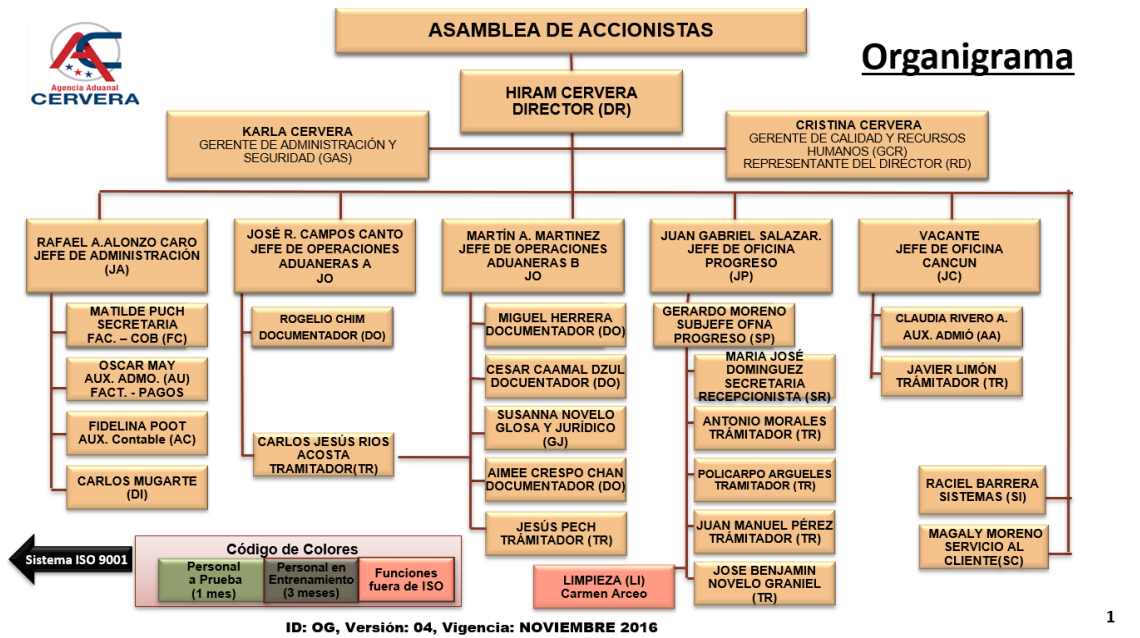 ASAMBLEA DE ACCIONISTAS
Organigrama
AC
Agencia Aduanal
CERVERA
HIRAM CERVERA
DIRECTOR (DR)
KARLA CERVERA
GERENTE DE ADMINISTRACIÓN Y
SEGURIDAD (GAS)
CRISTINA CERVERA
GERENTE DE CALIDAD Y RECURSOS
HUMANOS (GCR)
REPRESENTANTE DEL DIRECTOR (RD)
RAFAEL A.ALONZO CARO
JEFE DE ADMINISTRACIÓN
(JA)
JOSÉ R. CAMPOS CANTO
JEFE DE OPERACIONES
ADUANERAS A
JO
MARTÍN A. MARTINEZ
JEFE DE OPERACIONES
ADUANERAS B
JO
JUAN GABRIEL SALAZAR.
JEFE DE OFICINA
PROGRESO
(JP)
VACANTE
JEFE DE OFICINA
CANCUN
(JC)
MATILDE PUCH
SECRETARIA
FAC. – COB (FC)
OSCAR MAY
AUX. ADMO. (AU)
FACT. - PAGOS
FIDELINA POOT
AUX. Contable (AC)
CARLOS MUGARTE
(DI)
ROGELIO CHIM
DOCUMENTADOR (DO)
CARLOS JESÚS RIOS
ACOSTA
TRAMITADOR(TR)
MIGUEL HERRERA
DOCUMENTADOR (DO)
CESAR CAAMAL DZUL
DOCUENTADOR (DO)
SUSANNA NOVELO
GLOSA Y JURÍDICO
(GJ)
AIMEE CRESPO CHAN
DOCUMENTADOR (DO)
JESÚS PECH
TRÁMITADOR (TR)
GERARDO MORENO
SUBJEFE OFNA
PROGRESO (SP)
MARIA JOSÉ
DOMINGUEZ
SECRETARIA
RECEPCIONISTA (SR)
ANTONIO MORALES
TRÁMITADOR (TR)
POLICARPO ARGUELES
TRAMITADOR (TR)
JUAN MANUEL PÉREZ
TRÁMITADOR (TR)
JOSE BENJAMIN
NOVELO GRANIEL
(TR)
CLAUDIA RIVERO A.
AUX. ADMIÓ (AA)
JAVIER LIMÓN
TRÁMITADOR (TR)
RACIEL BARRERA
SISTEMAS (SI)
MAGALY MORENO
SERVICIO AL
CLIENTE(SC)
LIMPIEZA (LI)
Carmen Arceo
Sistema ISO 9001
Código de Colores
Personal
a Prueba
(1 mes)
Personal en
Entrenamiento
(3 meses)
Funciones
fuera de ISO
ID: OG, Versión: 04, Vigencia: NOVIEMBRE 2016
1